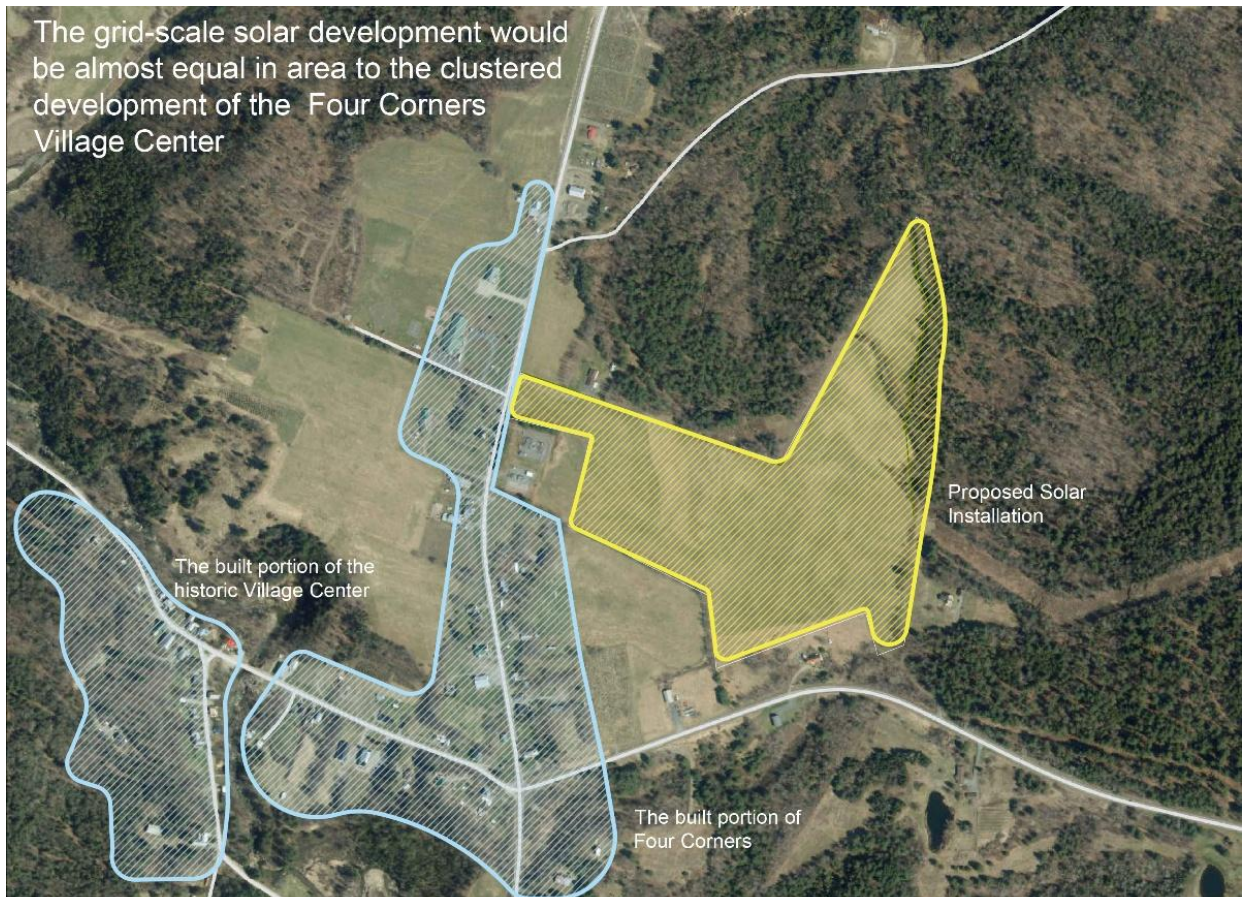 The grid-scale solar development would
be almost equal in area to the clustered
development of the  Four Corners
Village Center
Proposed Solar
Installation
The built portion of the
historic Village Center
The built portion of
Four Corners